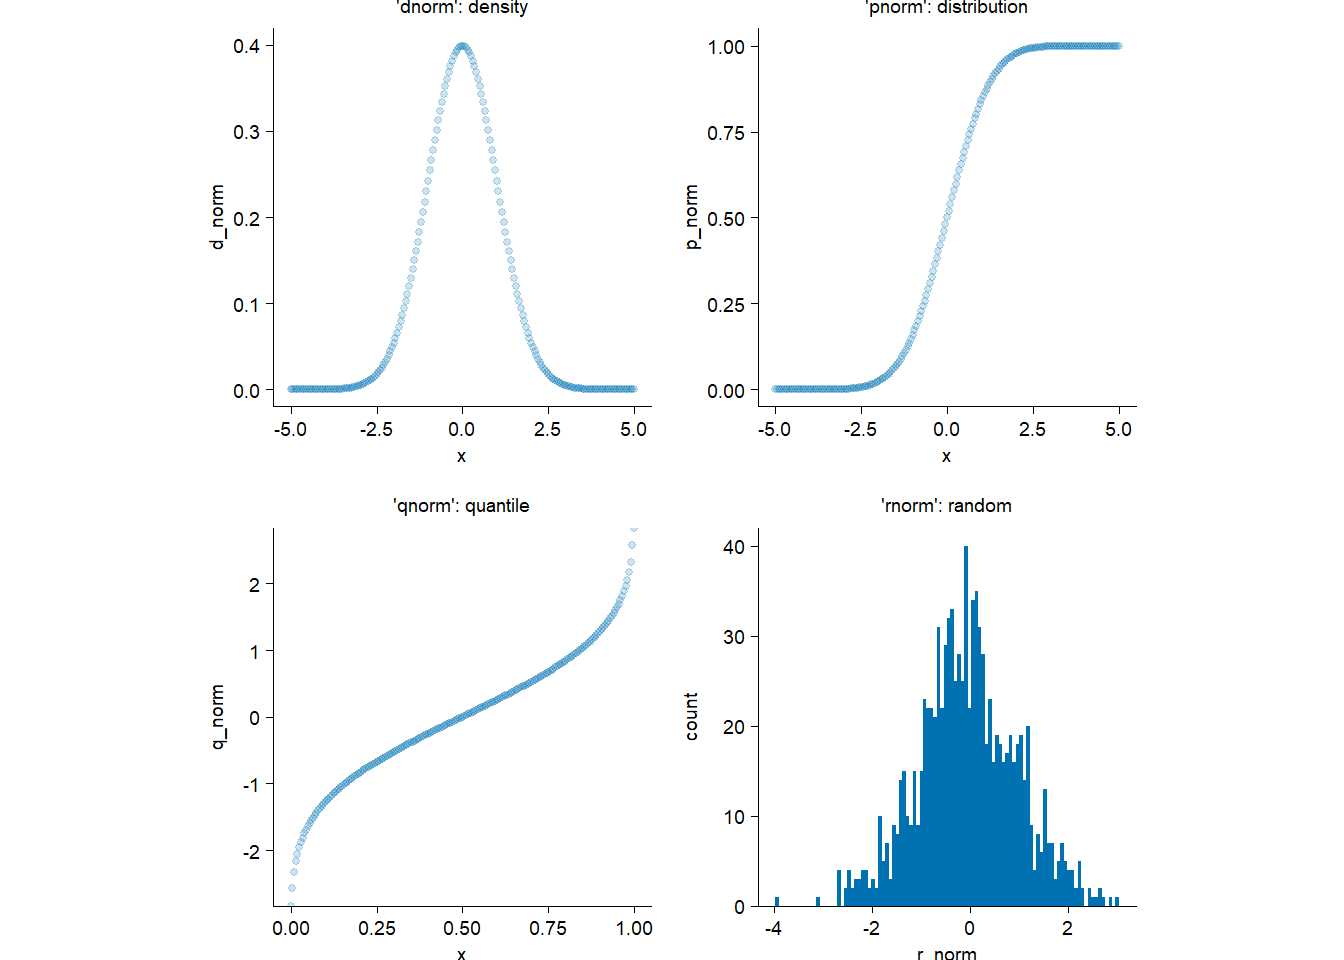 'dnorm': density
0.4
0.3
0.2
0.1
0.0
d_norm
-5.0 -2.5 0.0 2.5 5.0
x
'pnorm': distribution
1.00
0.75
0.50
0.25
0.00
p_norm
-5.0 -2.5 0.0 2.5 5.0
x
'qnorm': quantile
2
1
0
-1
-2
q_norm
0.00 0.25 0.50 0.75 1.00
x
'rnorm': random
40
30
20
10
0
count
-4 -2 0 2
r_norm